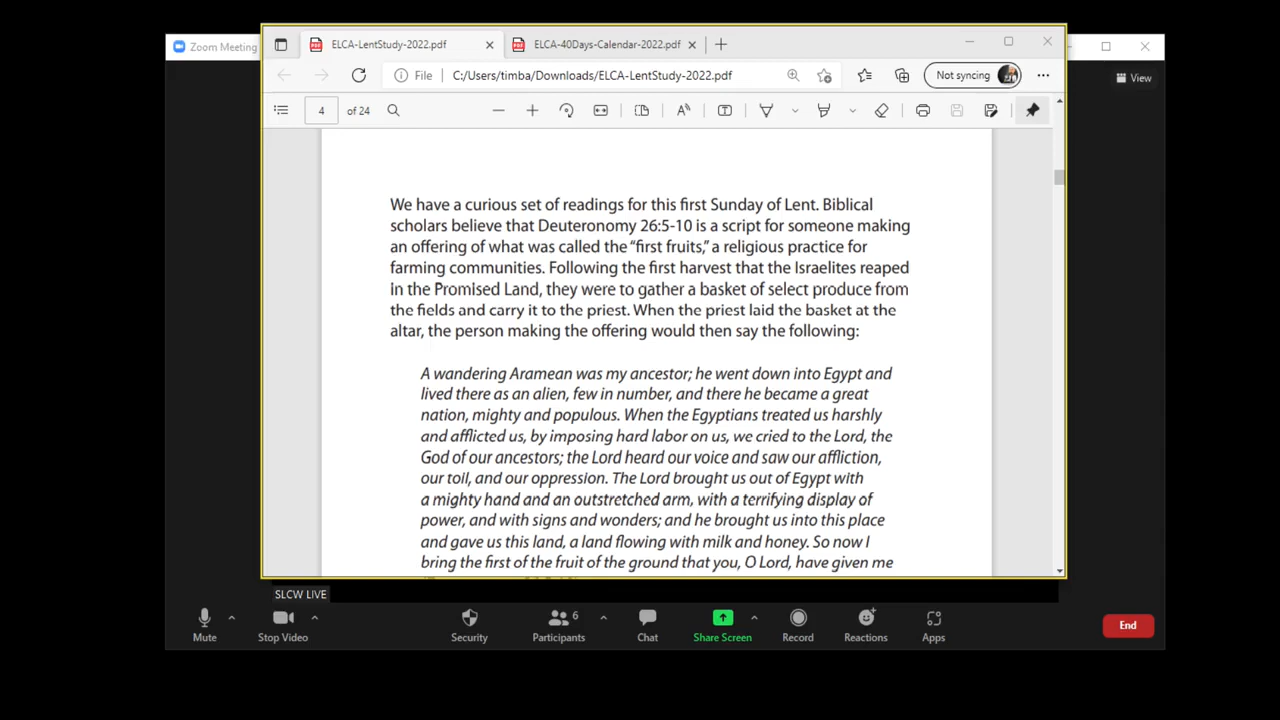 Zoom Meeting
ELCA-LentStudy-2022.pdf
ELCA-40Days-Calendar-2022.pdf
File
C:/Users/timba/Downloads/ELCA-LentStudy-2022.pdf
Not syncing
View
4 of 24
We have a curious set of readings for this first Sunday of Lent. Biblical
scholars believe that Deuteronomy 26:5-10 is a script for someone making
an offering of what was called the “first fruits,” a religious practice for
farming communities. Following the first harvest that the Israelites reaped
in the Promised Land, they were to gather a basket of select produce from
the fields and carry it to the priest. When the priest laid the basket at the
altar, the person making the offering would then say the following:
A wandering Aramean was my ancestor; he went down into Egypt and
lived there as an alien, few in number, and there he became a great
nation, mighty and populous. When the Egyptians treated us harshly
and afflicted us, by imposing hard labor on us, we cried to the Lord, the
God of our ancestors; the Lord heard our voice and saw our affliction,
our toil, and our oppression. The Lord brought us out of Egypt with
a mighty hand and an outstretched arm, with a terrifying display of
power, and with signs and wonders; and he brought us into this place
and gave us this land, a land flowing with milk and honey. So now I
bring the first of the fruit of the ground that you, O Lord, have given me
SLCW LIVE
6
Mute
Stop Video
Security
Participants
Chat
Share Screen
Record
Reactions
Apps
End